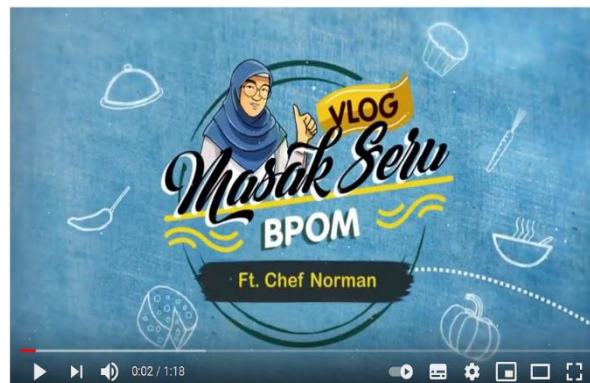 VLOG
Masak Seru
BPOM
Ft. Chef Norman
0:02 / 1:18